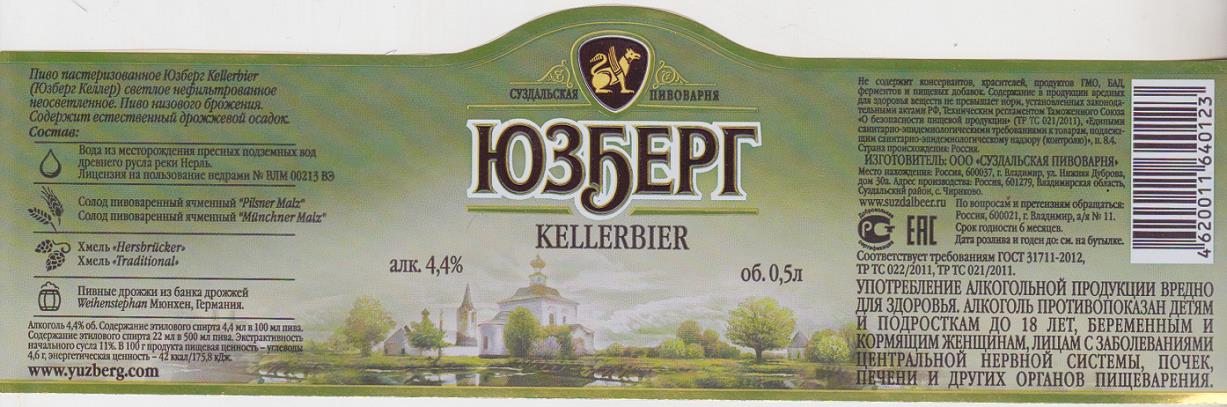 Пиво пастеризованное Юзберг Kellerbier
(Юзберг Келлер) светлое нефильтрованное
неосветленное. Пиво низового брожения.
Содержит естественный дрожжевой осадок.
Состав:
Вода из месторождения пресных подземных вод
древнего русла реки Нерль.
Лицензия на пользование недрами № ВЛМ 00213 ВЭ
Солод пивоваренный ячменный "Pilsner Malz"
Солод пивоваренный ячменный "Münchner Malz"
Хмель «Hersbrücker»
Хмель «Traditional»
Пивные дрожжи из банка дрожжей
Weihenstephan Мюнхен, Германия.
Алкоголь 4,4% об. Содержание этилового спирта 4,4 мл в 100 мл пива.
Содержание этилового спирта 22 мл в 500 мл пива. Экстрактивность
начального сусла 11%. В 100 г продукта пищевая ценность – углеводы
4,6 г, энергетическая ценность – 42 ккал/175,8 кДж.
www.yuzberg.com
СУЗДАЛЬСКАЯ ПИВОВАРНЯ
ЮЗБЕРГ
KELLERBIER
алк. 4,4%
об. 0,5л
Не содержит консервантов, красителей, продуктов ГМО, БАД,
ферментов и пищевых добавок. Содержание в продукции вредных
для здоровья веществ не превышает норм, установленных законода-
тельными актами РФ, Техническим регламентом Таможенного Союза
«О безопасности пищевой продукции» (ТР ТС 021/2011), «Едиными
санитарно-эпидемиологическими требованиями к товарам, подлежа-
щим санитарно-эпидемиологическому надзору (контролю)», п. 8.4.
Страна происхождения: Россия.
ИЗГОТОВИТЕЛЬ: ООО «СУЗДАЛЬСКАЯ ПИВОВАРНЯ»
Место нахождения: Россия, 600037, г. Владимир, ул. Нижняя Дуброва,
дом 30а. Адрес производства: Россия, 601279, Владимирская область,
Суздальский район, с. Чириково.
www.suzdalbeer.ru По вопросам и претензиям обращаться:
Россия, 600021, г. Владимир, а/я № 11.
Срок годности 6 месяцев.
Дата розлива и годен до: см. на бутылке.
Добровольная
сертификация
ЕАС
Соответствует требованиям ГОСТ 31711-2012,
ТР ТС 022/2011, ТР ТС 021/2011.
УПОТРЕБЛЕНИЕ АЛКОГОЛЬНОЙ ПРОДУКЦИИ ВРЕДНО
ДЛЯ ЗДОРОВЬЯ. АЛКОГОЛЬ ПРОТИВОПОКАЗАН ДЕТЯМ
И ПОДРОСТКАМ ДО 18 ЛЕТ, БЕРЕМЕННЫМ И
КОРМЯЩИМ ЖЕНЩИНАМ, ЛИЦАМ С ЗАБОЛЕВАНИЯМИ
ЦЕНТРАЛЬНОЙ НЕРВНОЙ СИСТЕМЫ, ПОЧЕК,
ПЕЧЕНИ И ДРУГИХ ОРГАНОВ ПИЩЕВАРЕНИЯ.
4620011640123